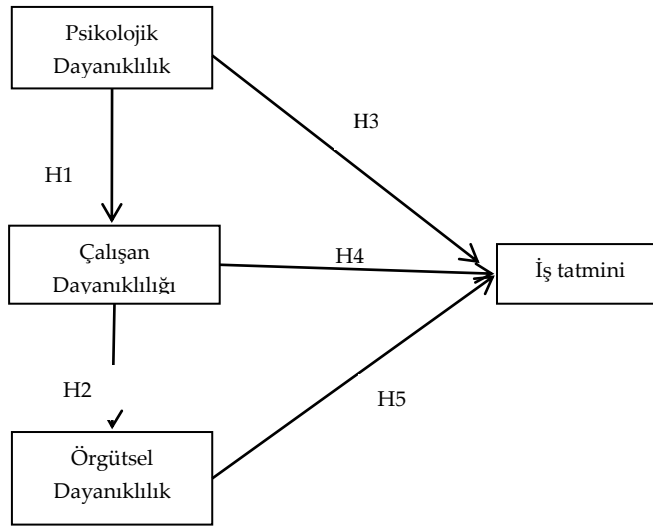 Psikolojik
Dayanıklılık
H3
H1
Çalışan
Dayanıklılığı
H4
İş tatmini
H2
H5
Örgütsel
Dayanıklılık